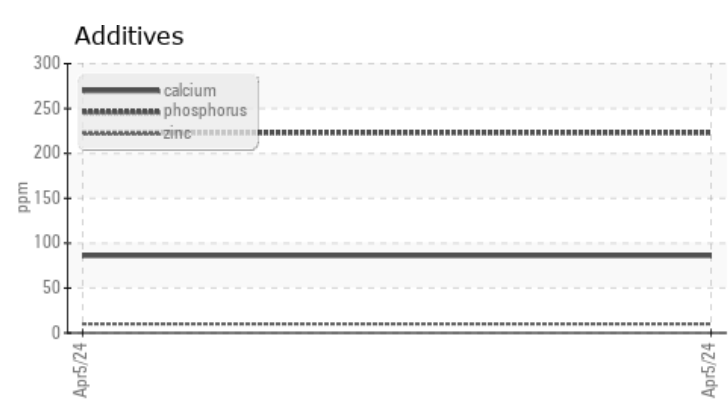 Additives
300
250
200
150
100
50
0
ppm
calcium
phosphorus
zinc
Apr5/24
Apr5/24